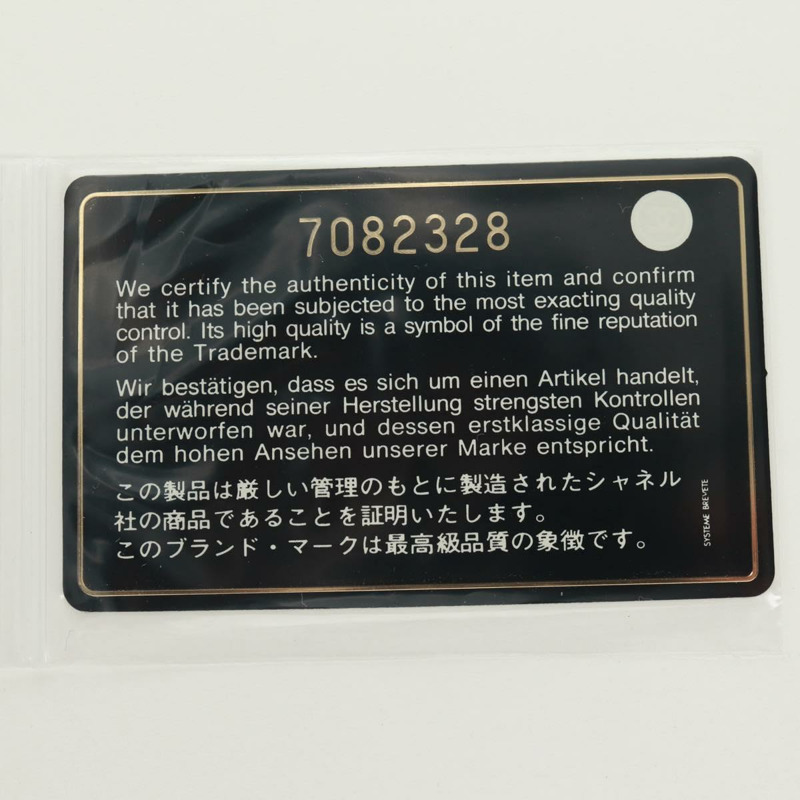 7082328
We certify the authenticity of this item and confirm
that it has been subjected to the most exacting quality
control. Its high quality is a symbol of the fine reputation
of the Trademark.
Wir bestätigen, dass es sich um einen Artikel handelt,
der während seiner Herstellung strengsten Kontrollen
unterworfen war, und dessen erstklassige Qualität
dem hohen Ansehen unserer Marke entspricht.
この製品は厳しい管理のもとに製造されたシャネル
社の商品であることを証明いたします。
このブランド・マークは最高級品質の象徴です。
SYSTEME BREVETE